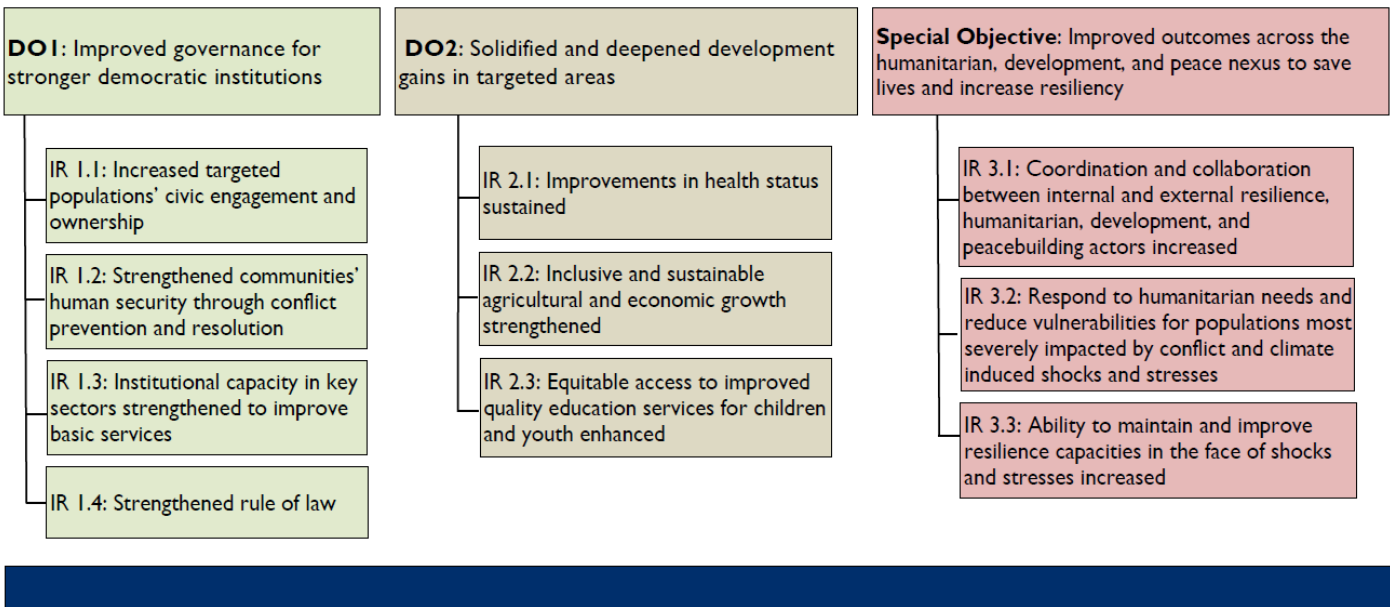 DO1: Improved governance for
stronger democratic institutions
IR 1.1: Increased targeted
populations’ civic engagement and
ownership
IR 1.2: Strengthened communities’
human security through conflict
prevention and resolution
IR 1.3: Institutional capacity in key
sectors strengthened to improve
basic services
IR 1.4: Strengthened rule of law
DO2: Solidified and deepened development
gains in targeted areas
IR 2.1: Improvements in health status
sustained
IR 2.2: Inclusive and sustainable
agricultural and economic growth
strengthened
IR 2.3: Equitable access to improved
quality education services for children
and youth enhanced
Special Objective: Improved outcomes across the
humanitarian, development, and peace nexus to save
lives and increase resiliency
IR 3.1: Coordination and collaboration
between internal and external resilience,
humanitarian, development, and
peacebuilding actors increased
IR 3.2: Respond to humanitarian needs and
reduce vulnerabilities for populations most
severely impacted by conflict and climate
induced shocks and stresses
IR 3.3: Ability to maintain and improve
resilience capacities in the face of shocks
and stresses increased